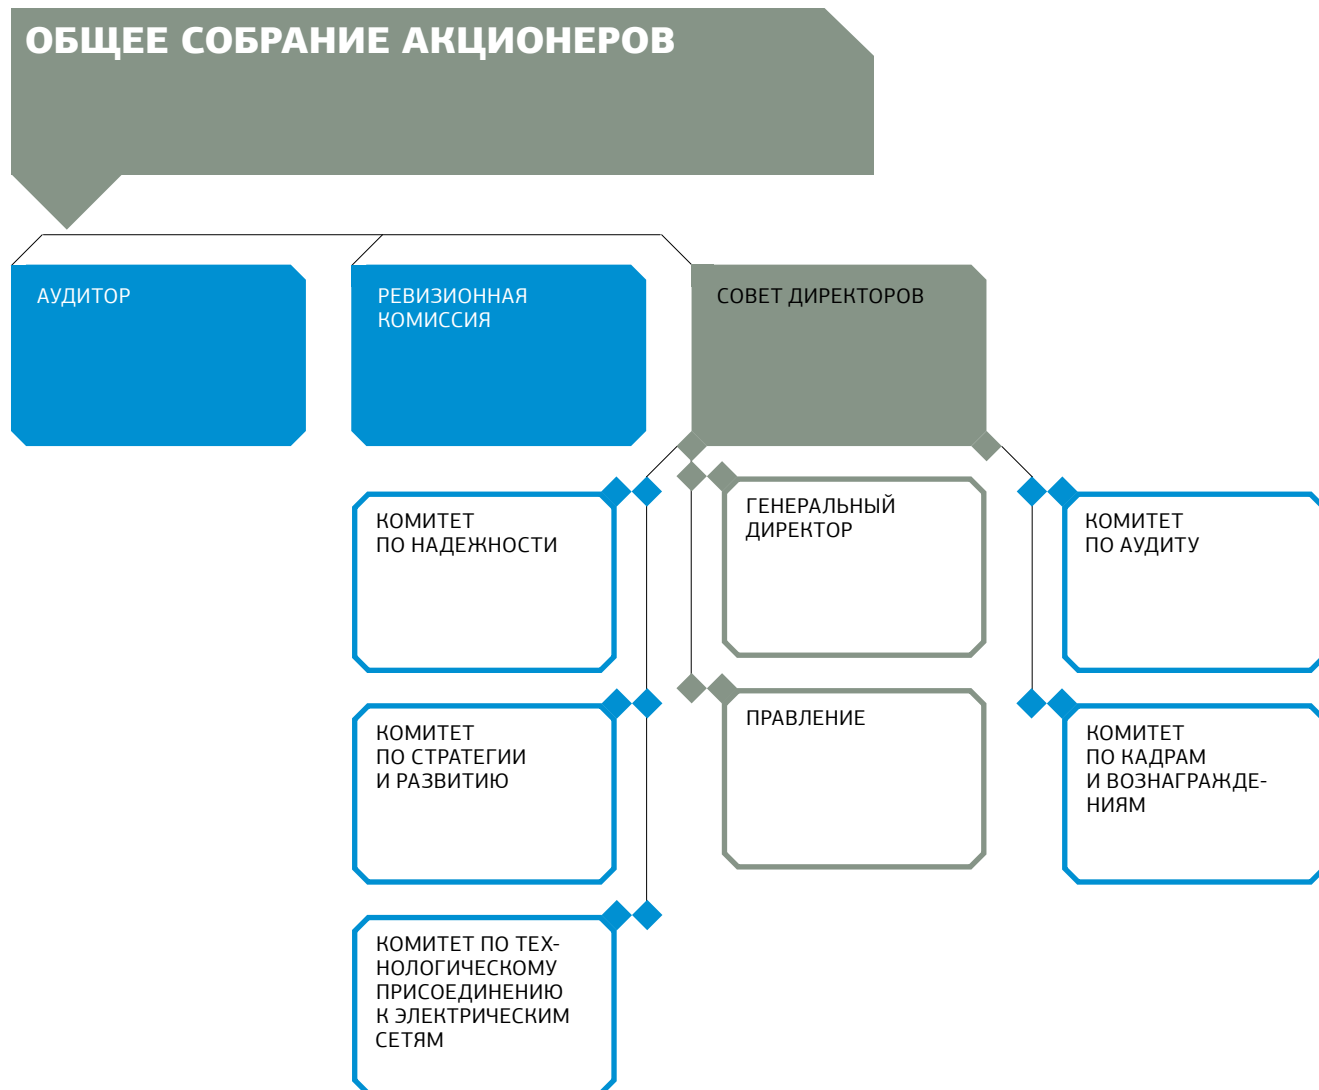 ОБЩЕЕ СОБРАНИЕ АКЦИОНЕРОВ
АУДИТОР
РЕВИЗИОННАЯ
КОМИССИЯ
СОВЕТ ДИРЕКТОРОВ
КОМИТЕТ
ПО НАДЕЖНОСТИ
ГЕНЕРАЛЬНЫЙ
ДИРЕКТОР
КОМИТЕТ
ПО АУДИТУ
КОМИТЕТ
ПО СТРАТЕГИИ
И РАЗВИТИЮ
ПРАВЛЕНИЕ
КОМИТЕТ
ПО КАДРАМ
И ВОЗНАГРАЖДЕ-
НИЯМ
КОМИТЕТ ПО ТЕХ-
НОЛОГИЧЕСКОМУ
ПРИСОЕДИНЕНИЮ
К ЭЛЕКТРИЧЕСКИМ
СЕТЯМ